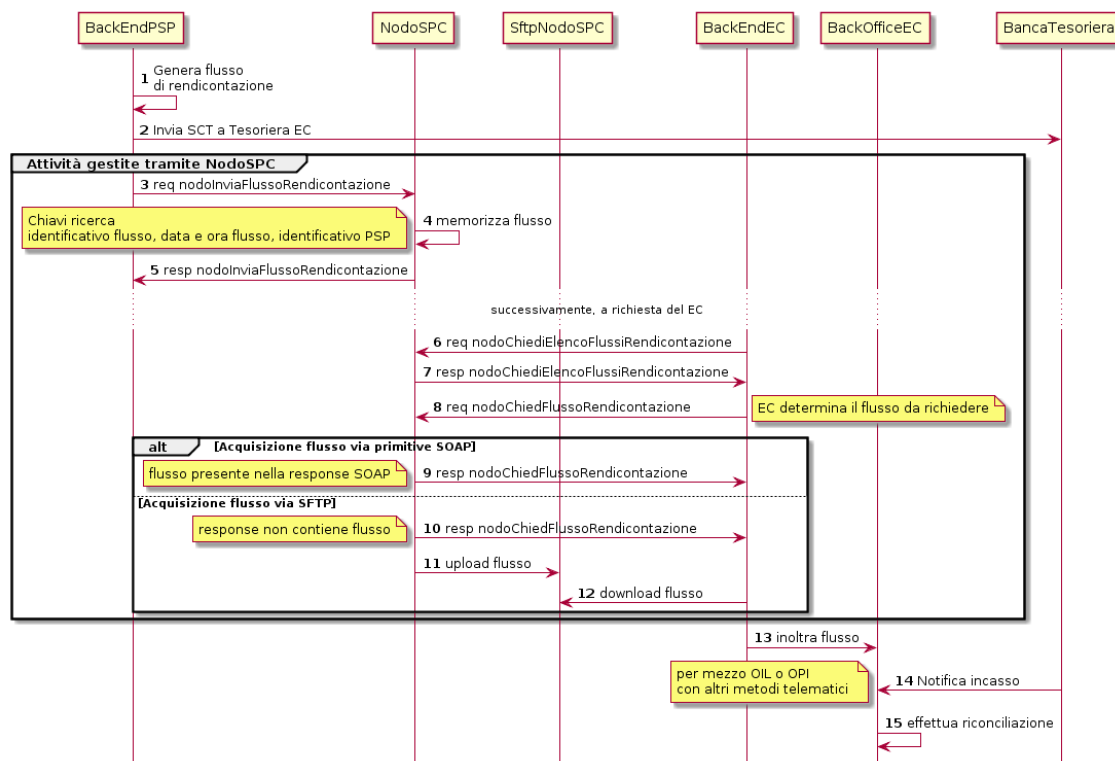 BackEndPSP
NodoSPC
SftpNodoSPC
BackEndEC
BackOfficeEC
BancaTesoriera
1 Genera flusso
di rendicontazione
2 Invia SCT a Tesoriera EC
Attività gestite tramite NodoSPC
3 req nodoInviaFlussoRendicontazione
Chiavi ricerca
identificativo flusso, data e ora flusso, identificativo PSP
4 memorizza flusso
5 resp nodoInviaFlussoRendicontazione
successivamente, a richiesta del EC
6 req nodoChiediElencoFlussiRendicontazione
7 resp nodoChiediElencoFlussiRendicontazione
8 req nodoChiedFlussoRendicontazione
EC determina il flusso da richiedere
alt [Acquisizione flusso via primitive SOAP]
flusso presente nella response SOAP
9 resp nodoChiedFlussoRendicontazione
[Acquisizione flusso via SFTP]
response non contiene flusso
10 resp nodoChiedFlussoRendicontazione
11 upload flusso
12 download flusso
13 inoltra flusso
per mezzo OIL o OPI
con altri metodi telematici
14 Notifica incasso
15 effettua riconciliazione